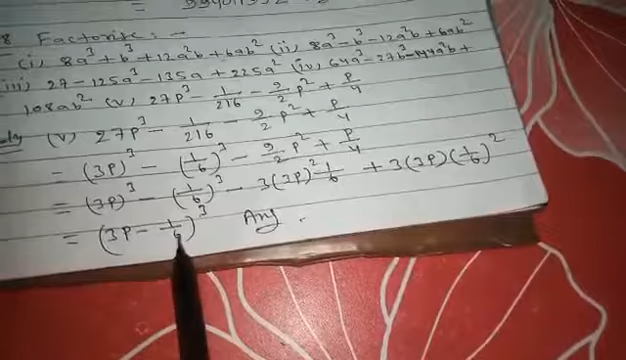 8 Factorise: —
(i) 8a³ + b³ + 12a²b + 6ab² (ii) 8a³ - b³ - 12a²b + 6ab²
(iii) 27 - 125a³ - 135a + 225a² (iv) 64a³ - 27b³ - 144a²b +
108ab² (v) 27p³ - 1/216 - 9/2 p² + p/4
(v) 27p³ - 1/216 - 9/2 p² + p/4
= (3p)³ - (1/6)³ - 9/2 p² + p/4
= (3p)³ - (1/6)³ - 3(3p)² 1/6 + 3(3p)(1/6)²
= (3p - 1/6)³ Ans.